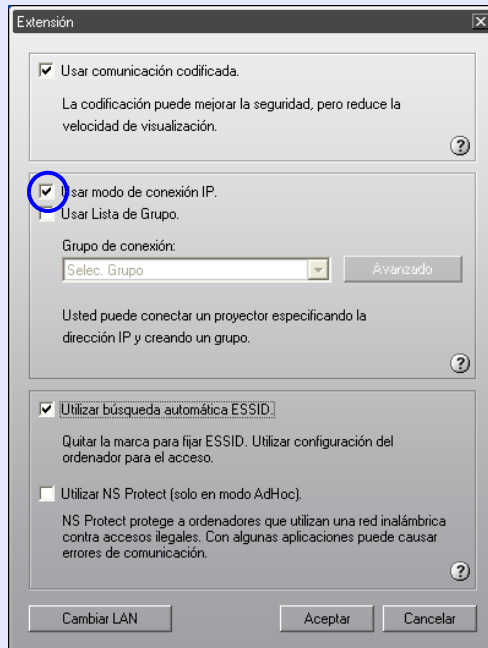 Extensión
Usar comunicación codificada.
La codificación puede mejorar la seguridad, pero reduce la
velocidad de visualización.
?
Usar modo de conexión IP.
Usar Lista de Grupo.
Grupo de conexión:
Selec. Grupo
Avanzado
Usted puede conectar un proyector especificando la
dirección IP y creando un grupo.
?
Utilizar búsqueda automática ESSID.
Quitar la marca para fijar ESSID. Utilizar configuración del
ordenador para el acceso.
Utilizar NS Protect (solo en modo AdHoc).
NS Protect protege a ordenadores que utilizan una red inalámbrica
contra accesos ilegales. Con algunas aplicaciones puede causar
errores de comunicación.
?
Cambiar LAN
Aceptar
Cancelar